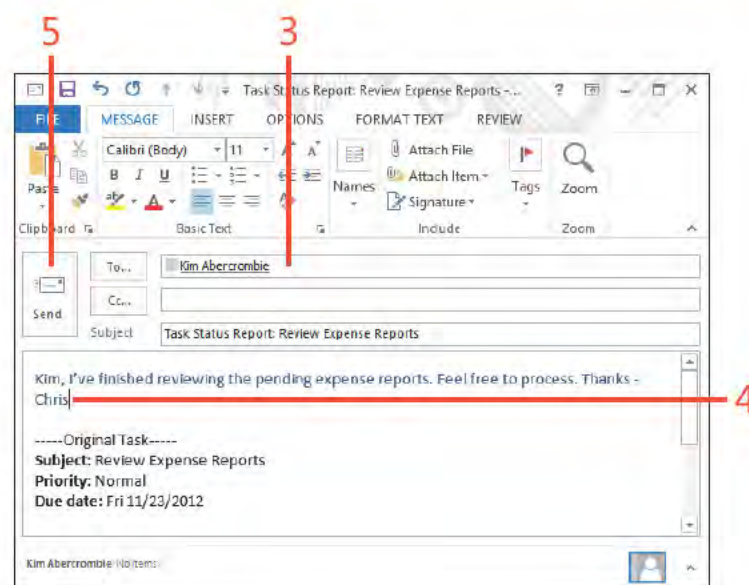 5 3
Task Status Report: Review Expense Reports -... ?
FILE MESSAGE INSERT OPTIONS FORMAT TEXT REVIEW
Calibri (Body) 11 A A Attach File
B I U Names Attach Item Tags Zoom
Paste ab A Signature
Clipboard Basic Text Include Zoom
To... Kim Abercrombie
Cc...
Send
Subject Task Status Report: Review Expense Reports
Kim, I've finished reviewing the pending expense reports. Feel free to process. Thanks -
Chris 4
-----Original Task-----
Subject: Review Expense Reports
Priority: Normal
Due date: Fri 11/23/2012
Kim Abercrombie No Items